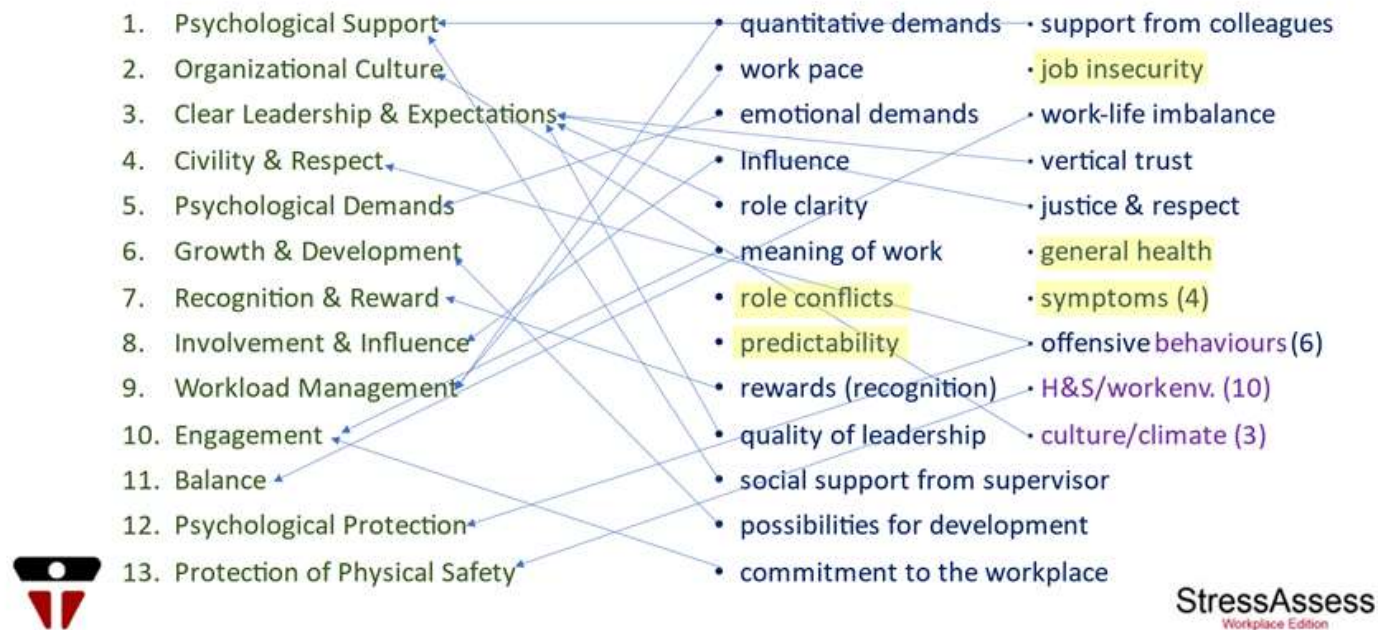 1. Psychological Support
2. Organizational Culture
3. Clear Leadership & Expectations
4. Civility & Respect
5. Psychological Demands
6. Growth & Development
7. Recognition & Reward
8. Involvement & Influence
9. Workload Management
10. Engagement
11. Balance
12. Psychological Protection
13. Protection of Physical Safety
• quantitative demands
• work pace
• emotional demands
• Influence
• role clarity
• meaning of work
• role conflicts
• predictability
• rewards (recognition)
• quality of leadership
• social support from supervisor
• possibilities for development
• commitment to the workplace
· support from colleagues
· job insecurity
· work-life imbalance
· vertical trust
· justice & respect
· general health
· symptoms (4)
· offensive behaviours (6)
· H&S/workenv. (10)
· culture/climate (3)
StressAssess
Workplace Edition